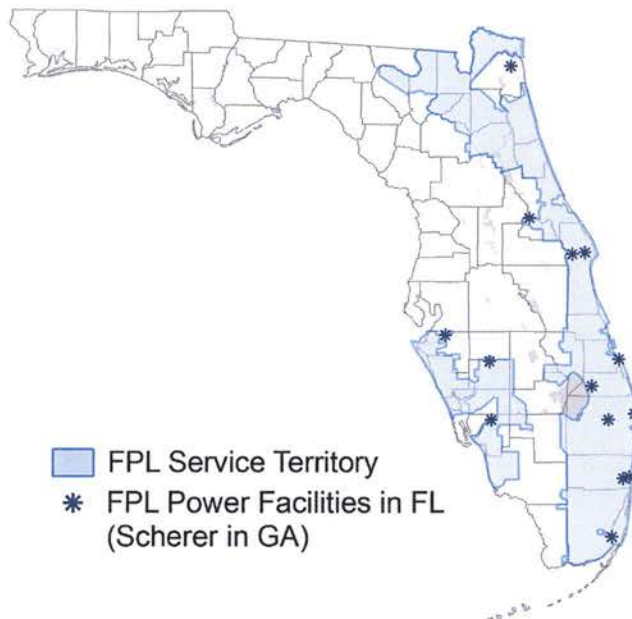 FPL Service Territory
FPL Power Facilities in FL
(Scherer in GA)